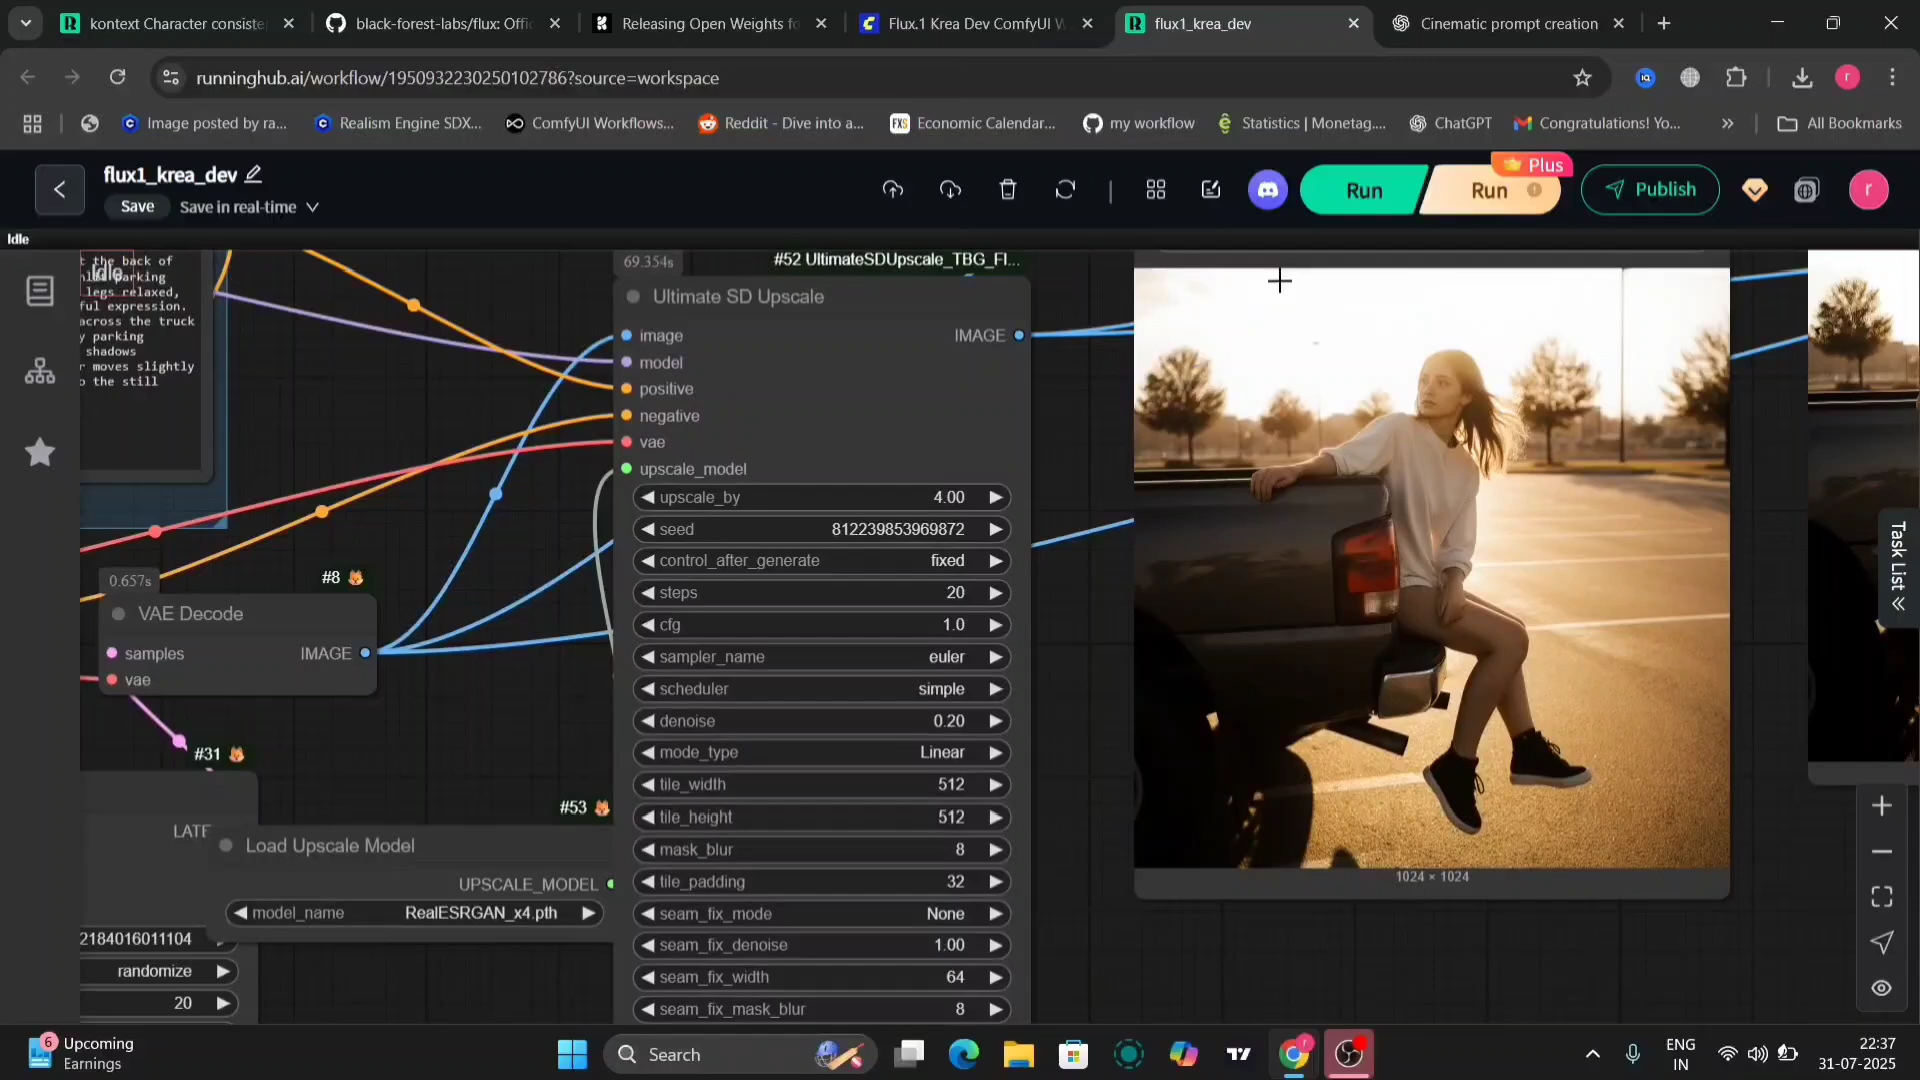 kontext Character consiste
black-forest-labs/flux: Offi
Releasing Open Weights fo
Flux.1 Krea Dev ComfyUI W
flux1_krea_dev
Cinematic prompt creation
runninghub.ai/workflow/1950932230250102786?source=workspace
Image posted by ra...
Realism Engine SDX...
ComfyUI Workflows...
Reddit - Dive into a...
FXS
Economic Calendar...
my workflow
Statistics | Monetag....
ChatGPT
Congratulations! Yo...
All Bookmarks
flux1_krea_dev
Save
Save in real-time
Run
Run
Plus
Publish
r
Idle
Idle
t the back of
parking
legs relaxed,
ful expression.
across the truck
y parking
shadows
r moves slightly
o the still
69.354s
#52 UltimateSDUpscale_TBG_Fl...
Ultimate SD Upscale
image
IMAGE
model
positive
negative
vae
upscale_model
upscale_by 4.00
seed 812239853969872
control_after_generate fixed
steps 20
cfg 1.0
sampler_name euler
scheduler simple
denoise 0.20
mode_type Linear
tile_width 512
tile_height 512
mask_blur 8
tile_padding 32
seam_fix_mode None
seam_fix_denoise 1.00
seam_fix_width 64
seam_fix_mask_blur 8
0.657s
#8
VAE Decode
samples
IMAGE
vae
#31
LATE
#53
Load Upscale Model
UPSCALE_MODEL
model_name RealESRGAN_x4.pth
2184016011104
randomize
20
1024 × 1024
Task List
6
Upcoming
Earnings
Search
ENG
IN
22:37
31-07-2025